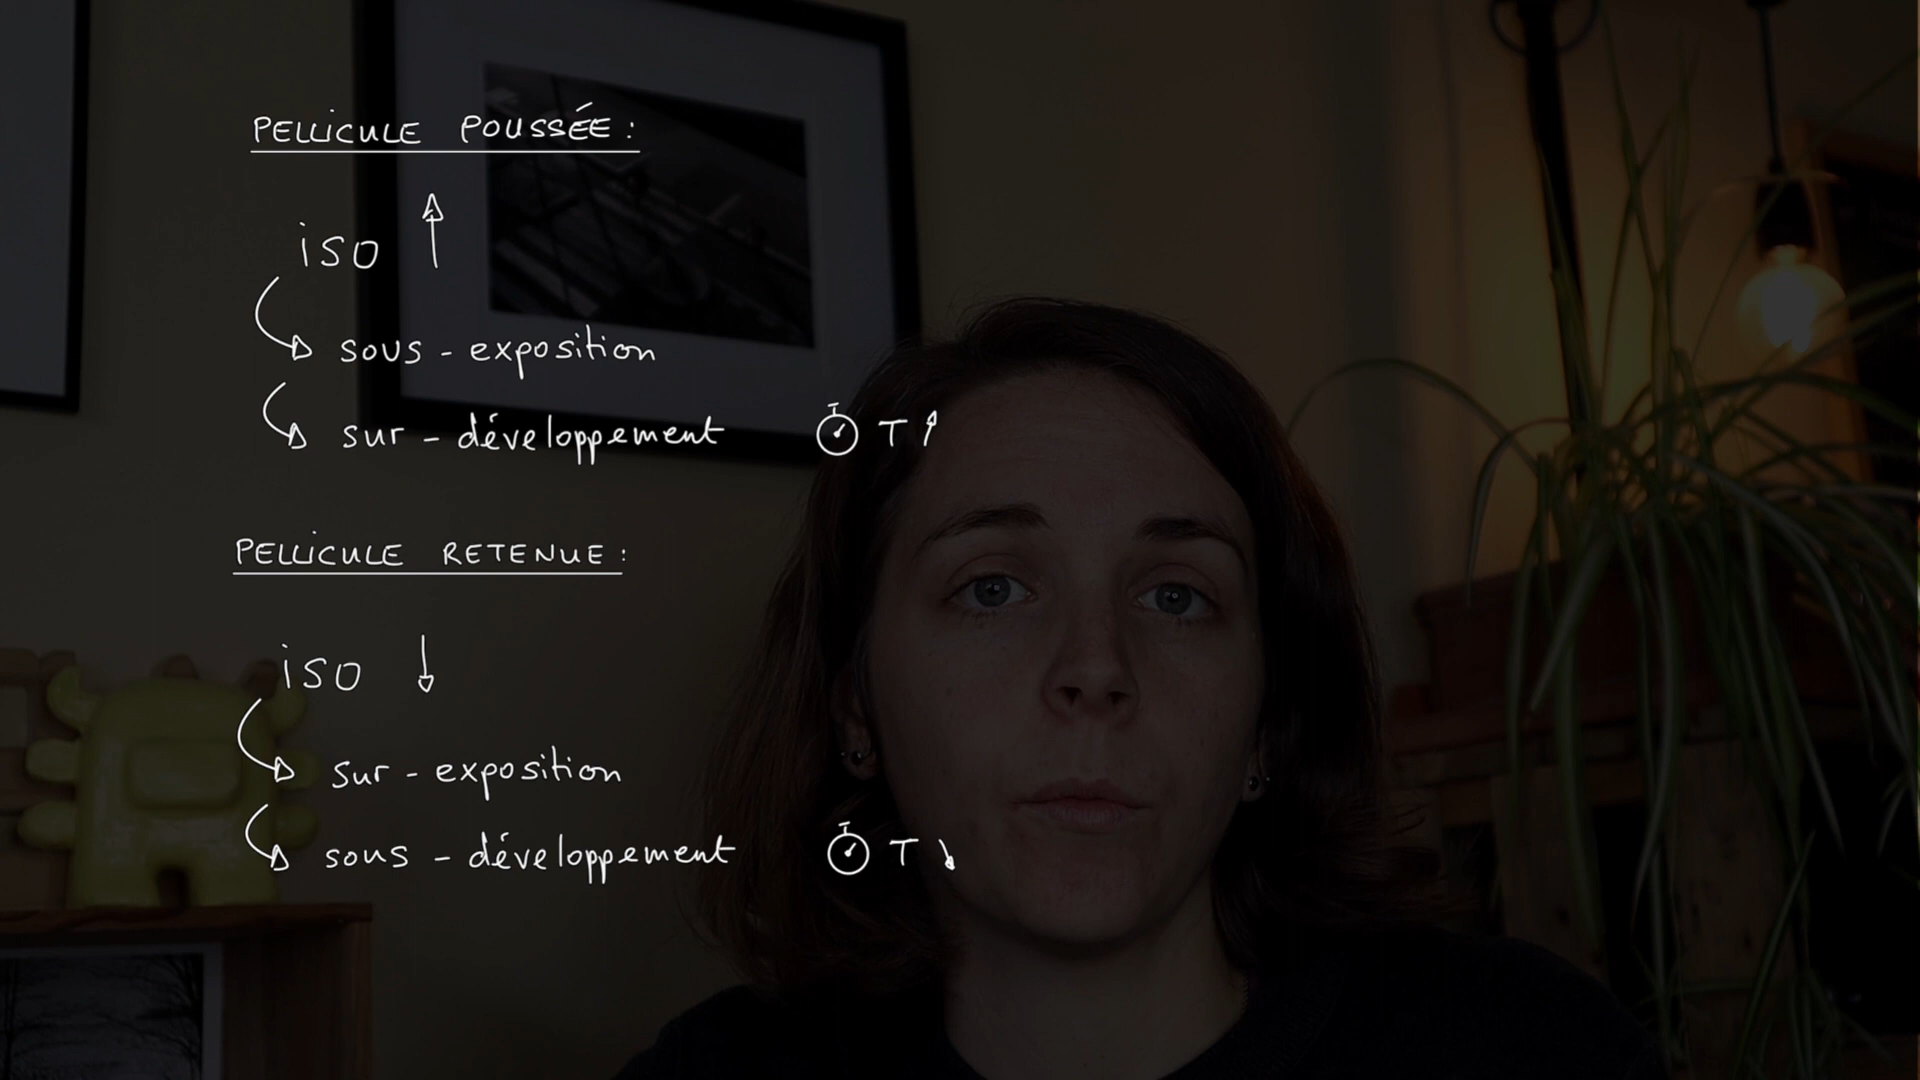 PELLICULE POUSSÉE :
iso ↑
sous - exposition
sur - développement T ↗
PELLICULE RETENUE :
iso ↓
sur - exposition
sous - développement T ↘